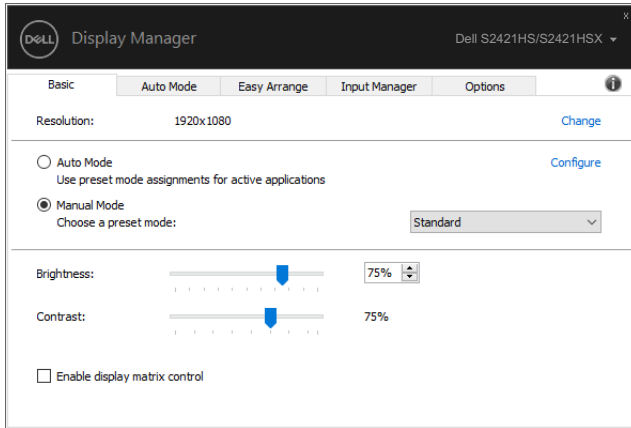 x
DELL Display Manager Dell S2421HS/S2421HSX
Basic Auto Mode Easy Arrange Input Manager Options i
Resolution: 1920x1080 Change
Auto Mode Configure
Use preset mode assignments for active applications
Manual Mode
Choose a preset mode: Standard
Brightness: 75%
Contrast: 75%
Enable display matrix control